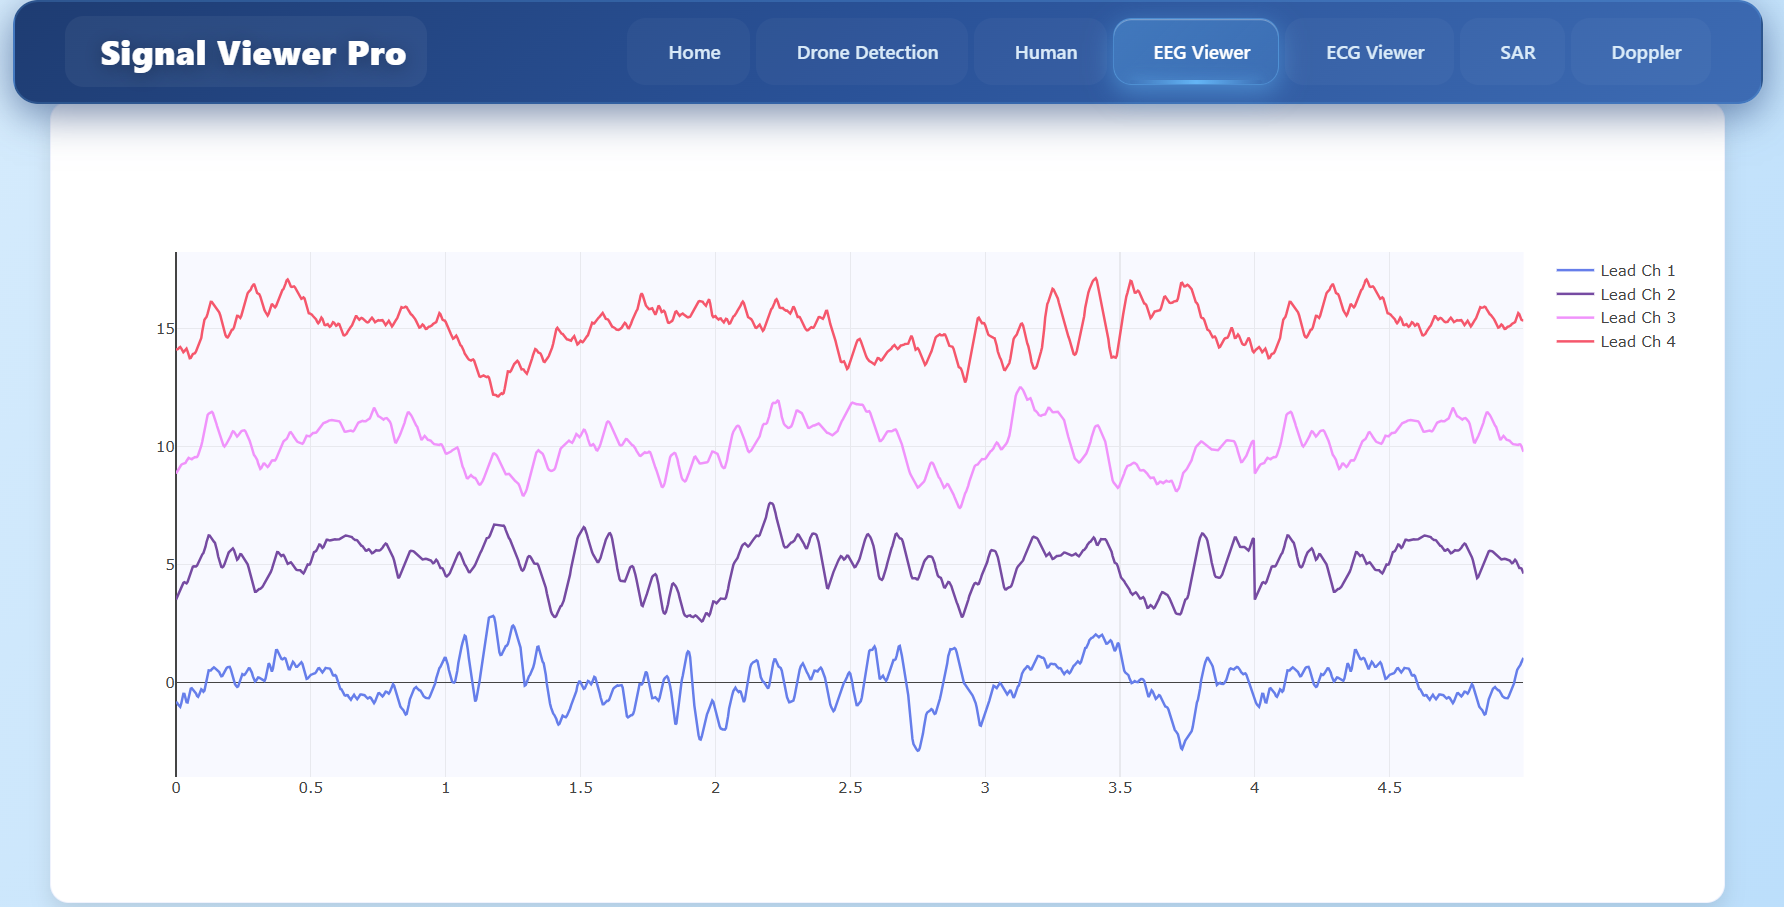 Signal Viewer Pro
Home
Drone Detection
Human
EEG Viewer
ECG Viewer
SAR
Doppler
Lead Ch 1
Lead Ch 2
Lead Ch 3
Lead Ch 4
15
10
5
0
0 0.5 1 1.5 2 2.5 3 3.5 4 4.5